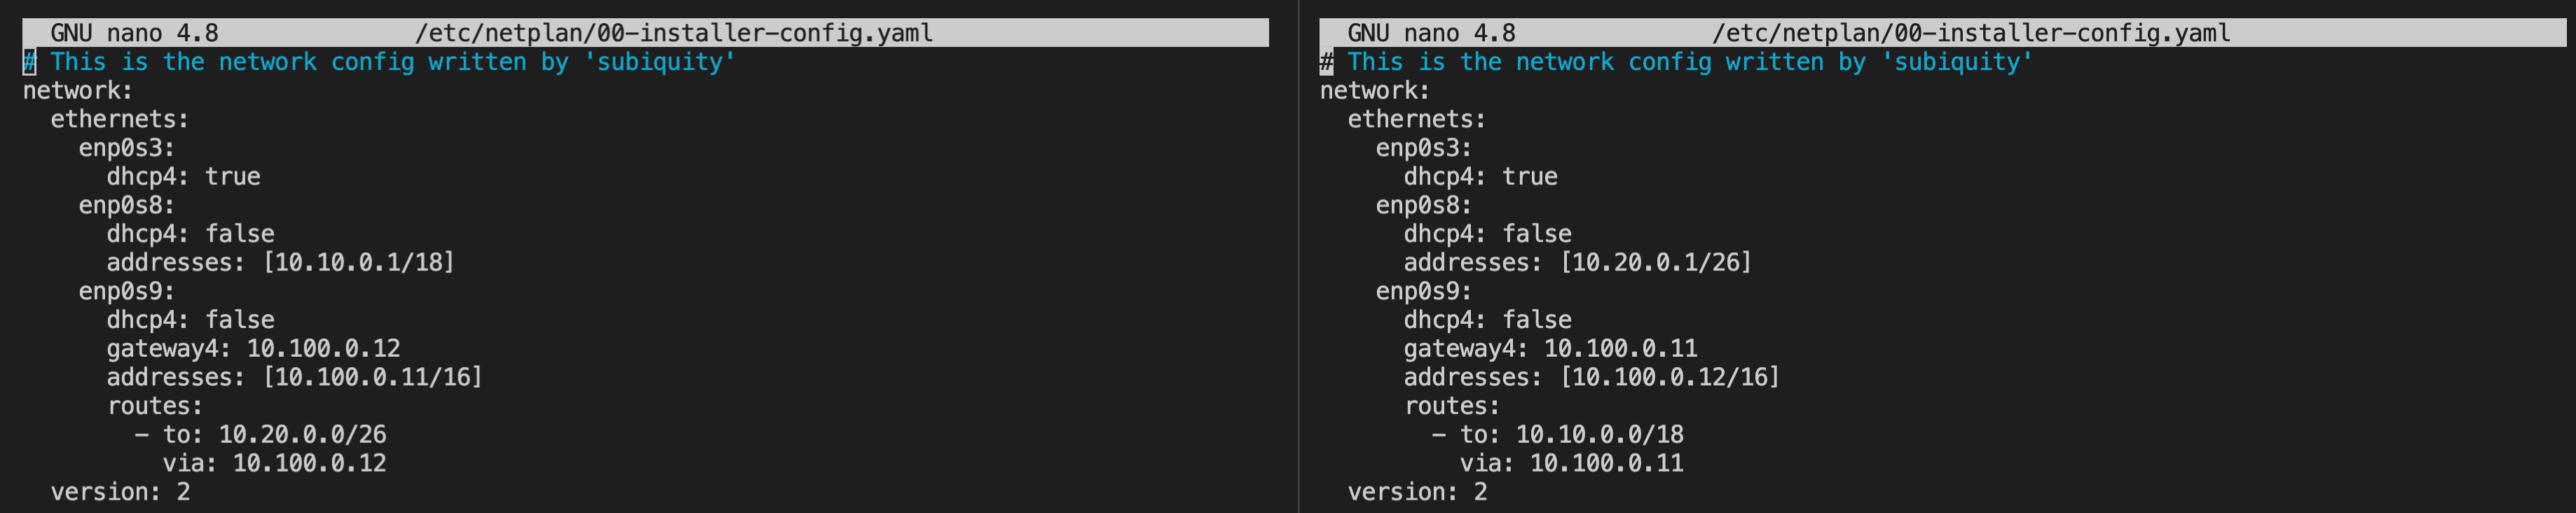 GNU nano 4.8 /etc/netplan/00-installer-config.yaml
# This is the network config written by 'subiquity'
network:
  ethernets:
    enp0s3:
      dhcp4: true
    enp0s8:
      dhcp4: false
      addresses: [10.10.0.1/18]
    enp0s9:
      dhcp4: false
      gateway4: 10.100.0.12
      addresses: [10.100.0.11/16]
      routes:
        - to: 10.20.0.0/26
          via: 10.100.0.12
  version: 2
GNU nano 4.8 /etc/netplan/00-installer-config.yaml
# This is the network config written by 'subiquity'
network:
  ethernets:
    enp0s3:
      dhcp4: true
    enp0s8:
      dhcp4: false
      addresses: [10.20.0.1/26]
    enp0s9:
      dhcp4: false
      gateway4: 10.100.0.11
      addresses: [10.100.0.12/16]
      routes:
        - to: 10.10.0.0/18
          via: 10.100.0.11
  version: 2